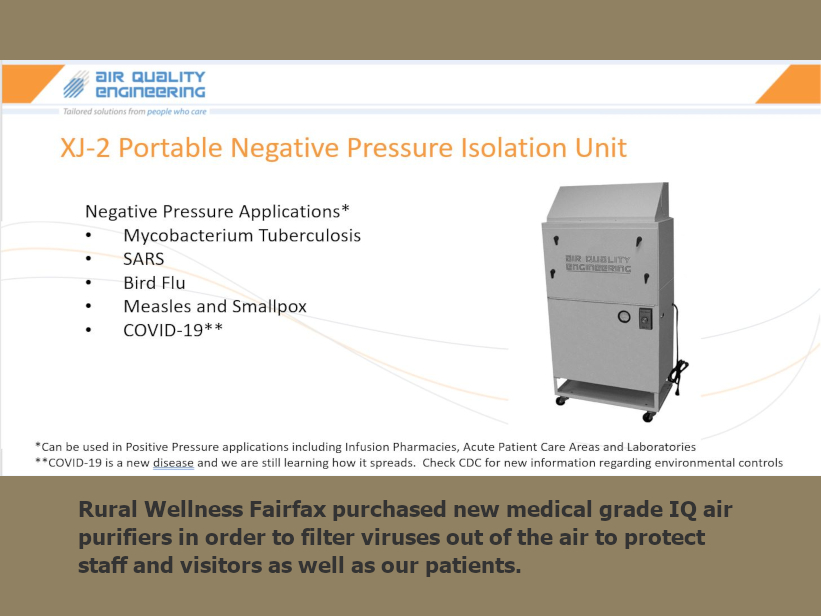 AIR QUALITY
ENGINEERING
Tailored solutions from people who care
XJ-2 Portable Negative Pressure Isolation Unit
Negative Pressure Applications*
• Mycobacterium Tuberculosis
• SARS
• Bird Flu
• Measles and Smallpox
• COVID-19**
AIR QUALITY
ENGINEERING
*Can be used in Positive Pressure applications including Infusion Pharmacies, Acute Patient Care Areas and Laboratories
**COVID-19 is a new disease and we are still learning how it spreads. Check CDC for new information regarding environmental controls
Rural Wellness Fairfax purchased new medical grade IQ air
purifiers in order to filter viruses out of the air to protect
staff and visitors as well as our patients.